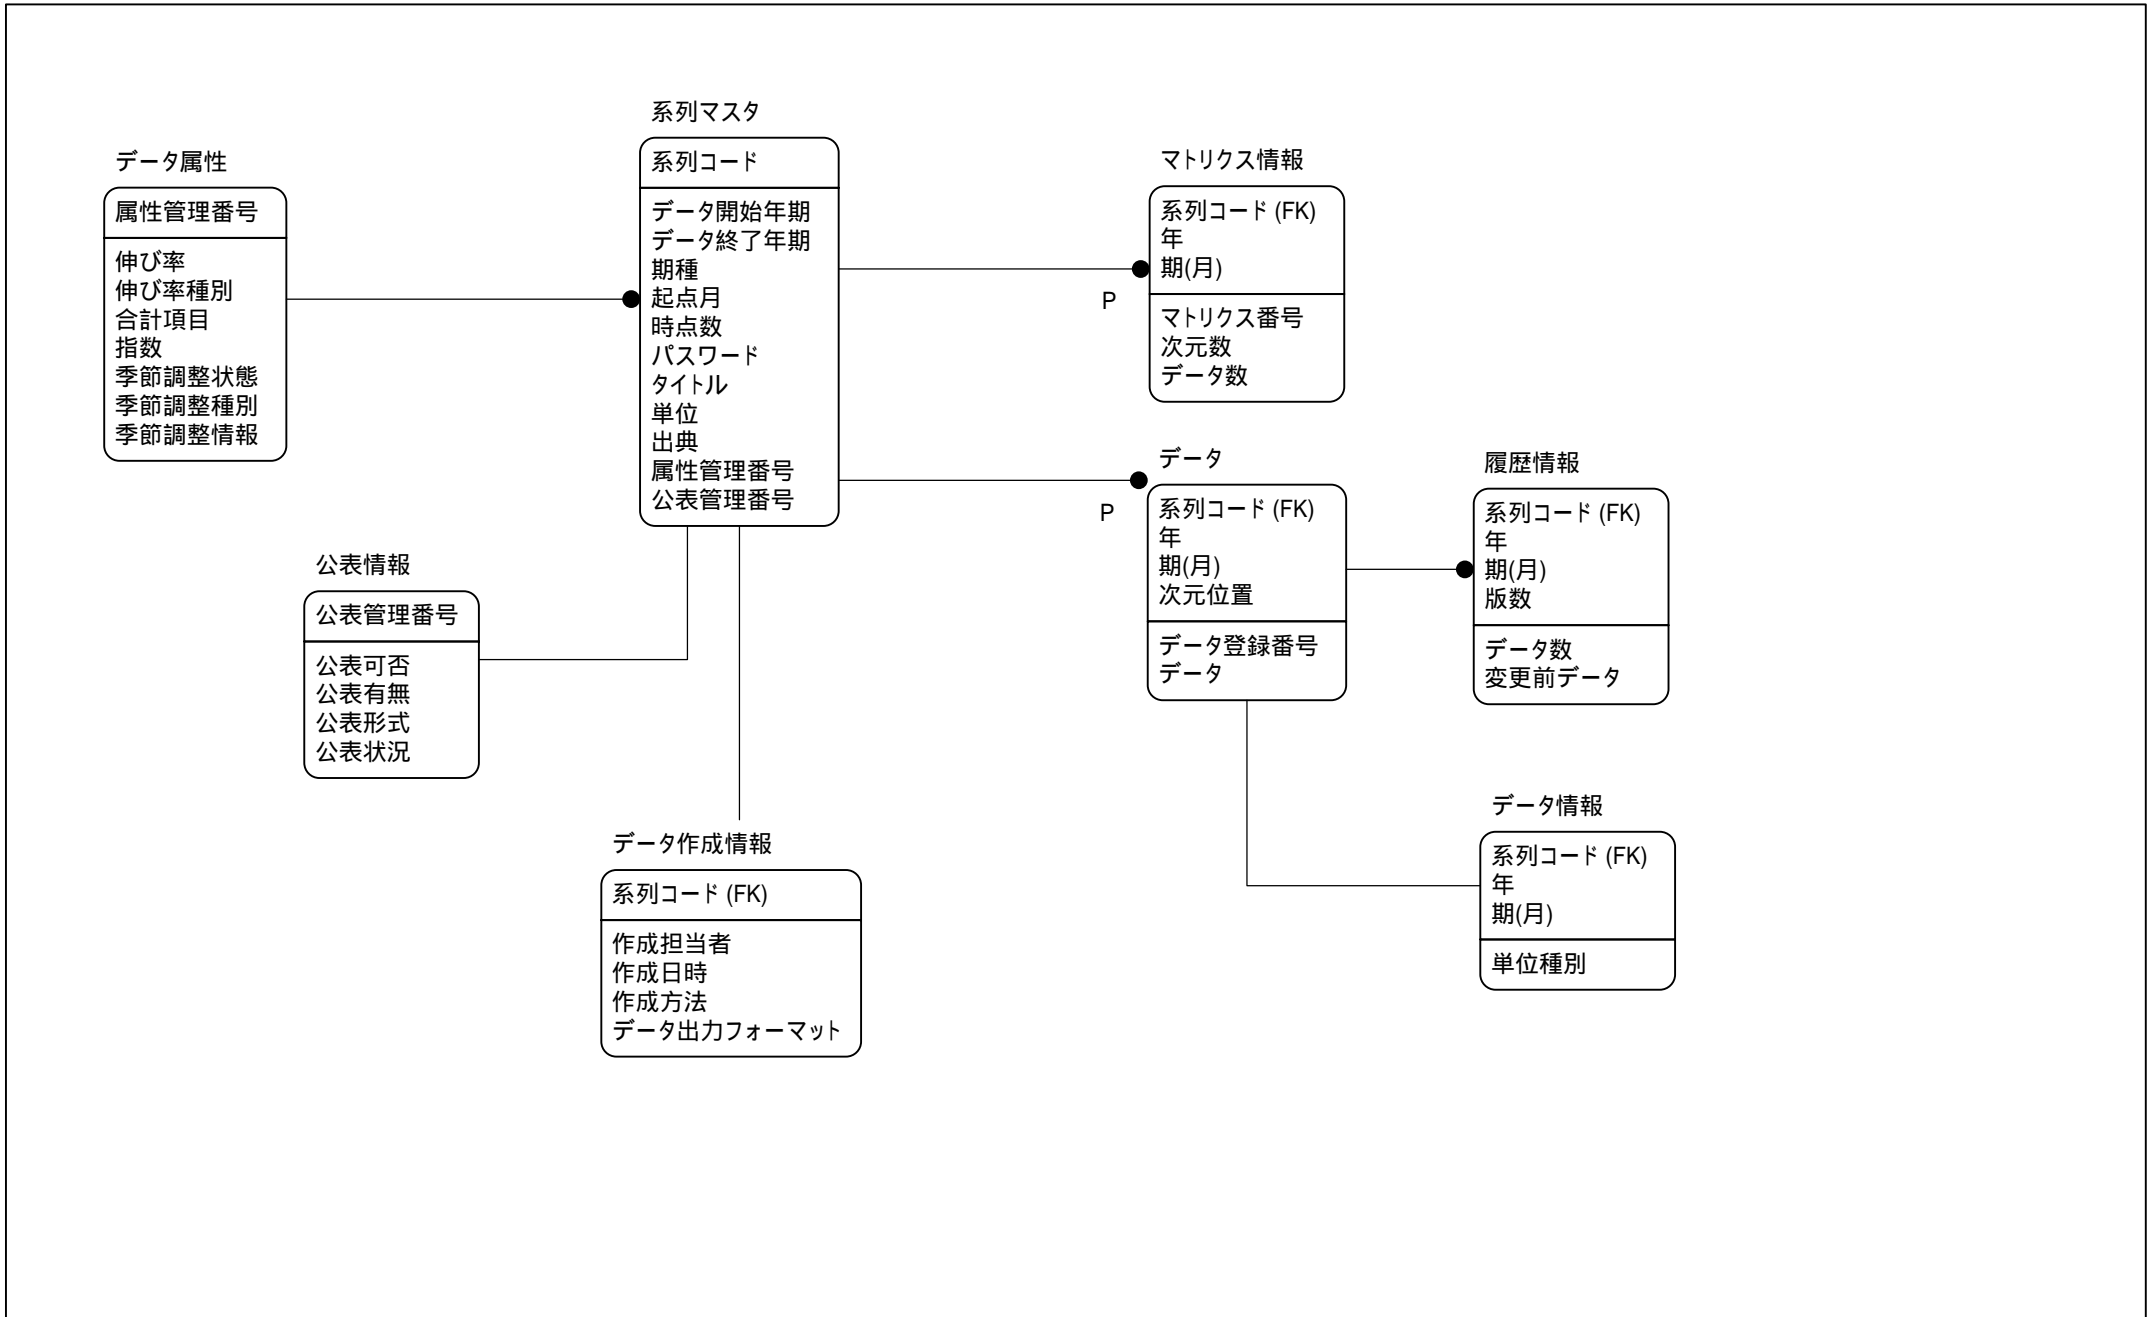 系列マスタ
系列コード
データ開始年期
データ終了年期
期種
起点月
時点数
パスワード
タイトル
単位
出典
属性管理番号
公表管理番号
データ属性
属性管理番号
伸び率
伸び率種別
合計項目
指数
季節調整状態
季節調整種別
季節調整情報
マトリクス情報
系列コード (FK)
年
期(月)
マトリクス番号
次元数
データ数
P
データ
系列コード (FK)
年
期(月)
次元位置
データ登録番号
データ
P
履歴情報
系列コード (FK)
年
期(月)
版数
データ数
変更前データ
公表情報
公表管理番号
公表可否
公表有無
公表形式
公表状況
データ作成情報
系列コード (FK)
作成担当者
作成日時
作成方法
データ出力フォーマット
データ情報
系列コード (FK)
年
期(月)
単位種別